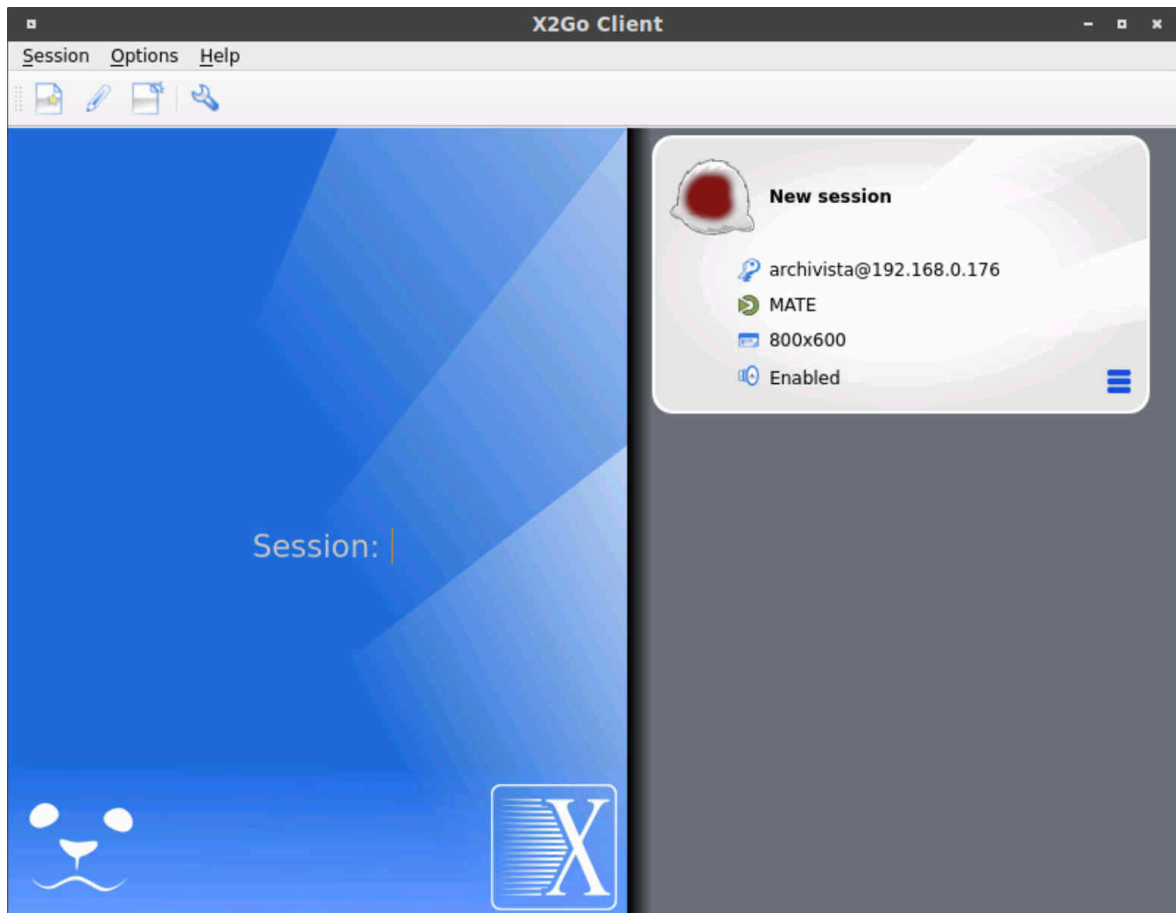 X2Go Client
Session Options Help
New session
archivista@192.168.0.176
MATE
800x600
Enabled
Session:
X